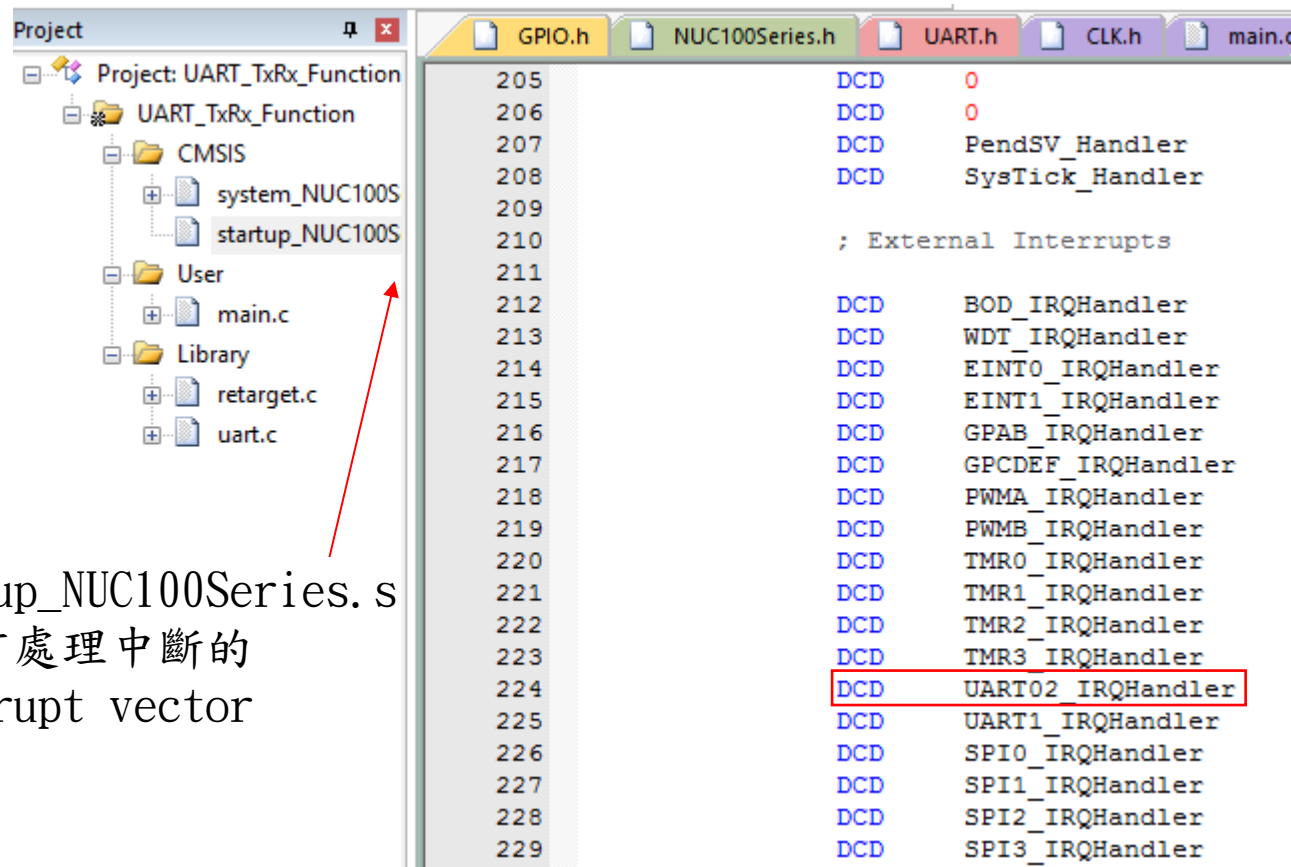 Project
Project: UART_TxRx_Function
UART_TxRx_Function
CMSIS
system_NUC100S
startup_NUC100S
User
main.c
Library
retarget.c
uart.c
up_NUC100Series.s
處理中斷的
rupt vector
GPIO.h NUC100Series.h UART.h CLK.h main.c
205 DCD 0
206 DCD 0
207 DCD PendSV_Handler
208 DCD SysTick_Handler
209
210 ; External Interrupts
211
212 DCD BOD_IRQHandler
213 DCD WDT_IRQHandler
214 DCD EINT0_IRQHandler
215 DCD EINT1_IRQHandler
216 DCD GPAB_IRQHandler
217 DCD GPCDEF_IRQHandler
218 DCD PWMA_IRQHandler
219 DCD PWMB_IRQHandler
220 DCD TMR0_IRQHandler
221 DCD TMR1_IRQHandler
222 DCD TMR2_IRQHandler
223 DCD TMR3_IRQHandler
224 DCD UART02_IRQHandler
225 DCD UART1_IRQHandler
226 DCD SPI0_IRQHandler
227 DCD SPI1_IRQHandler
228 DCD SPI2_IRQHandler
229 DCD SPI3_IRQHandler